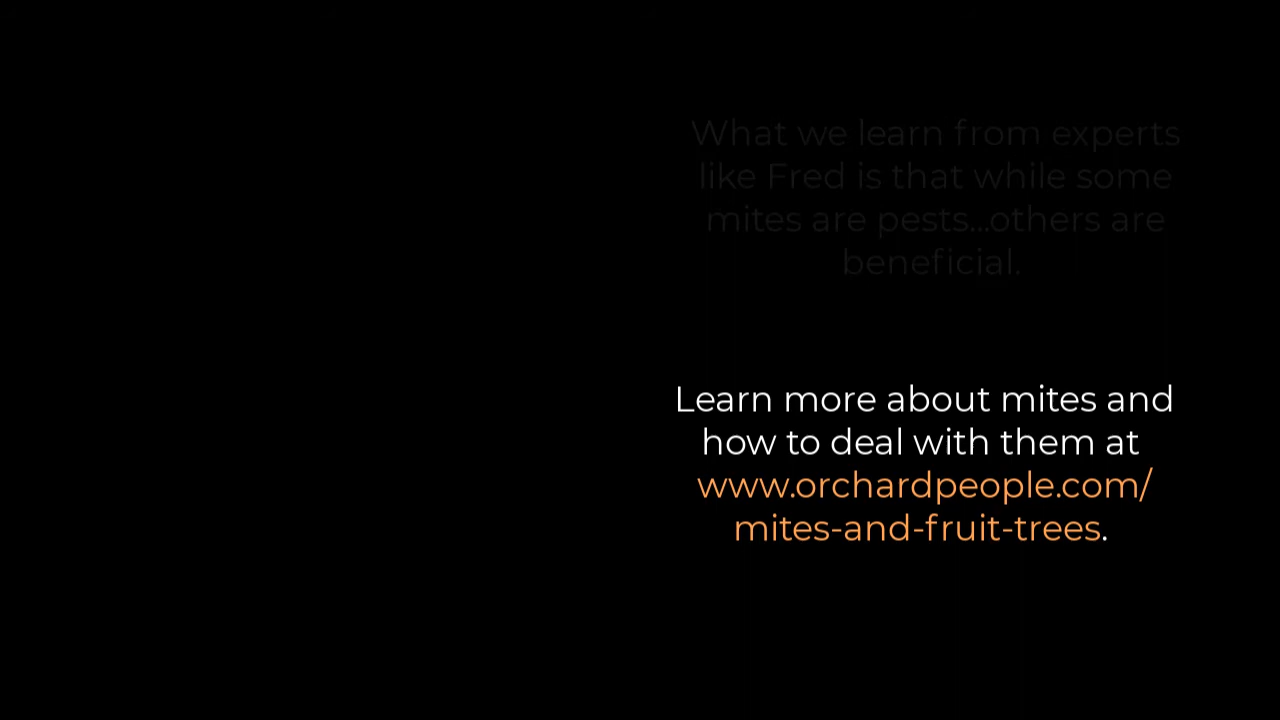 What we learn from experts
like Fred is that while some
mites are pests...others are
beneficial.
Learn more about mites and
how to deal with them at
www.orchardpeople.com/
mites-and-fruit-trees.